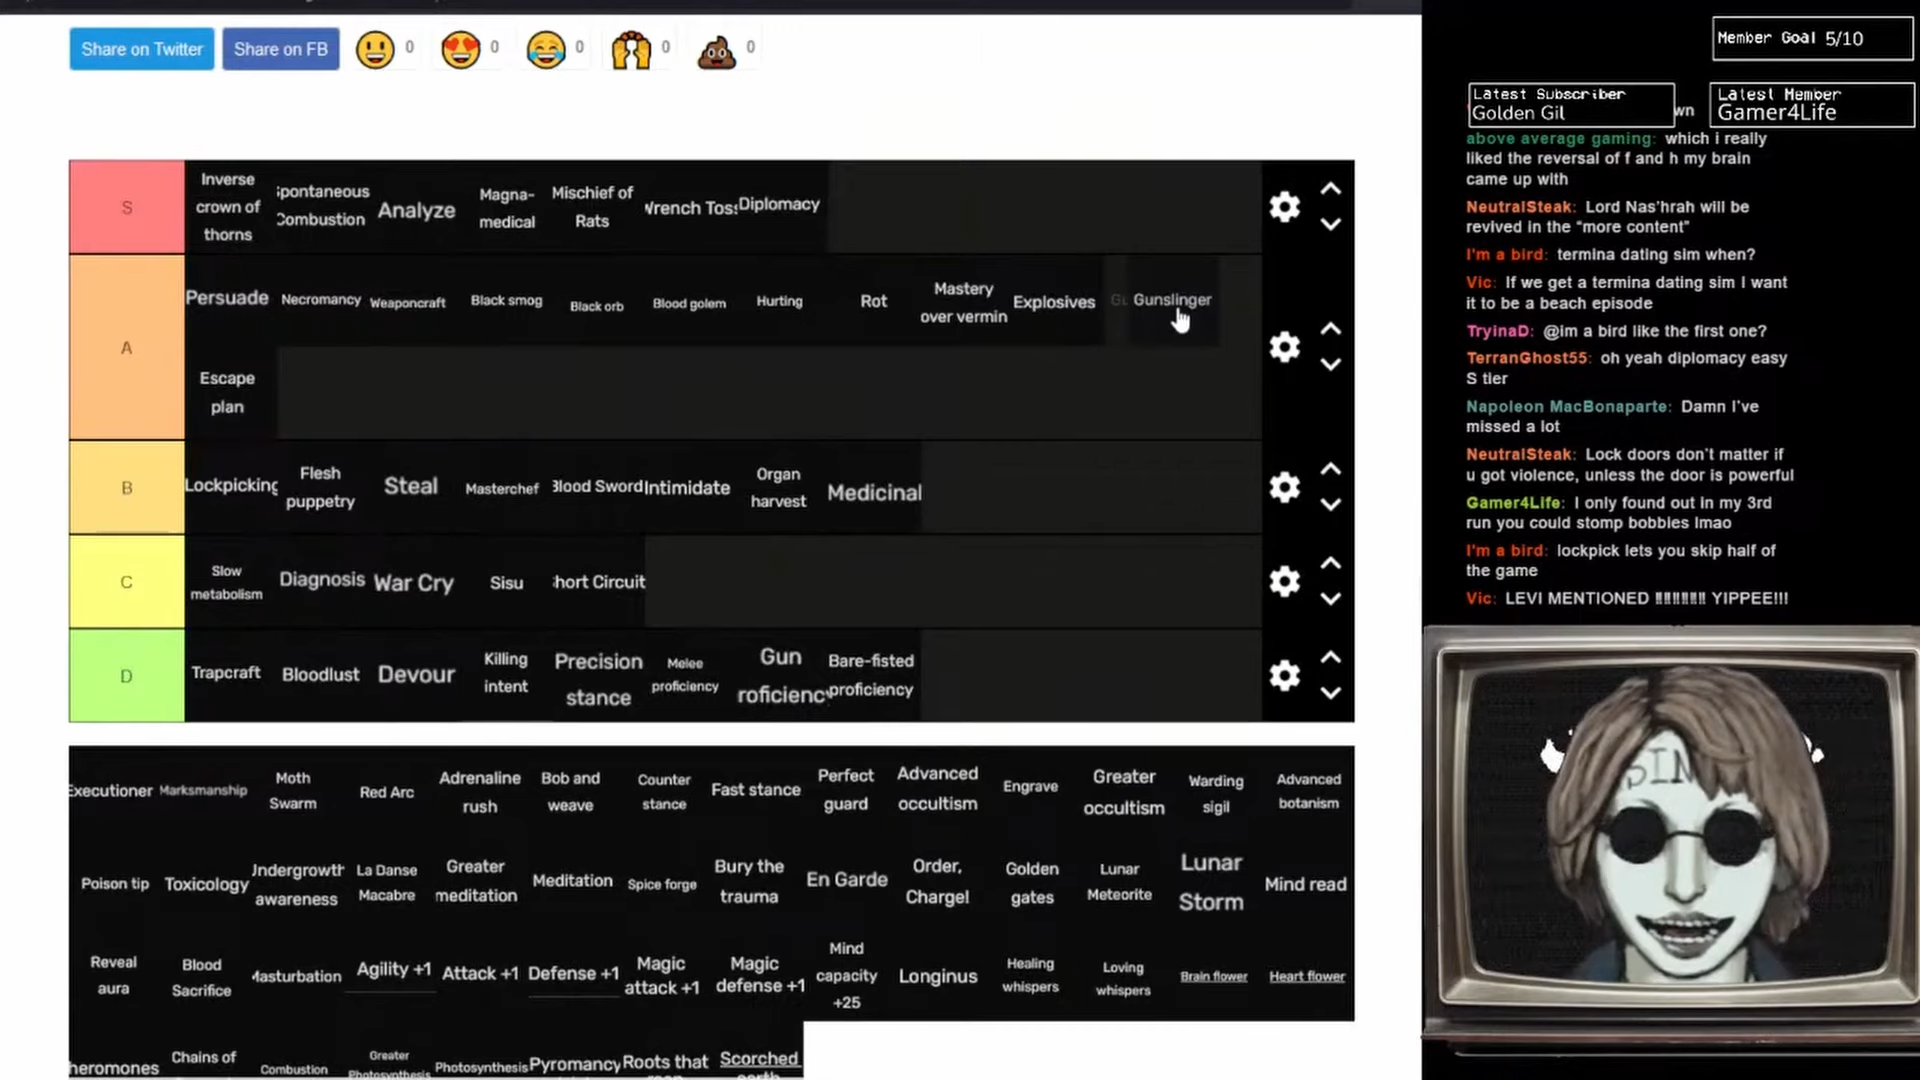 Share on Twitter
Share on FB
0
0
0
0
0
Member Goal 5/10
Latest Subscriber
Golden Gil
wn
Latest Member
Gamer4Life
S
Inverse crown of thorns
Spontaneous Combustion
Analyze
Magna-medical
Mischief of Rats
Wrench Toss
Diplomacy
A
Persuade
Necromancy
Weaponcraft
Black smog
Black orb
Blood golem
Hurting
Rot
Mastery over vermin
Explosives
Gunslinger
Escape plan
B
Lockpicking
Flesh puppetry
Steal
Masterchef
Blood Sword
Intimidate
Organ harvest
Medicinal
C
Slow metabolism
Diagnosis
War Cry
Sisu
hort Circuit
D
Trapcraft
Bloodlust
Devour
Killing intent
Precision stance
Melee proficiency
Gun roficiency
Bare-fisted proficiency
Executioner
Marksmanship
Moth Swarm
Red Arc
Adrenaline rush
Bob and weave
Counter stance
Fast stance
Perfect guard
Advanced occultism
Engrave
Greater occultism
Warding sigil
Advanced botanism
Poison tip
Toxicology
Undergrowth awareness
La Danse Macabre
Greater meditation
Meditation
Spice forge
Bury the trauma
En Garde
Order, Charge!
Golden gates
Lunar Meteorite
Lunar Storm
Mind read
Reveal aura
Blood Sacrifice
Masturbation
Agility +1
Attack +1
Defense +1
Magic attack +1
Magic defense +1
Mind capacity +25
Longinus
Healing whispers
Loving whispers
Brain flower
Heart flower
heromones
Chains of
Combustion
Greater Photosynthesis
Photosynthesis
Pyromancy
Roots that
Scorched earth
above average gaming: which i really
liked the reversal of f and h my brain
came up with
NeutralSteak: Lord Nas'hrah will be
revived in the “more content”
I'm a bird: termina dating sim when?
Vic: If we get a termina dating sim I want
it to be a beach episode
TryinaD: @im a bird like the first one?
TerranGhost55: oh yeah diplomacy easy
S tier
Napoleon MacBonaparte: Damn I've
missed a lot
NeutralSteak: Lock doors don't matter if
u got violence, unless the door is powerful
Gamer4Life: I only found out in my 3rd
run you could stomp bobbies lmao
I'm a bird: lockpick lets you skip half of
the game
Vic: LEVI MENTIONED !!!!!!!!!!! YIPPEE!!!
SIN